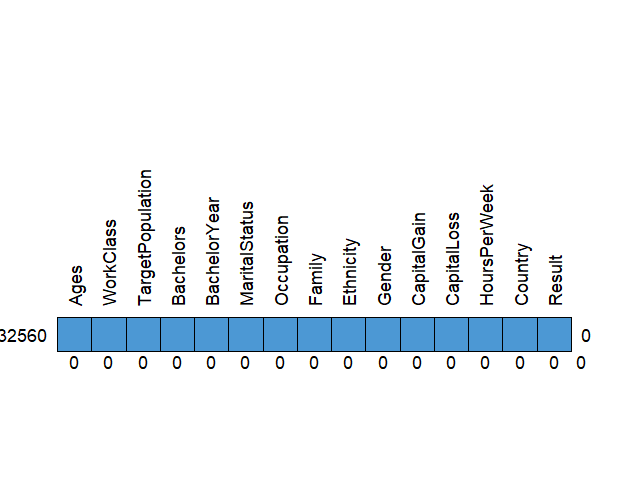 Ages
WorkClass
TargetPopulation
Bachelors
BachelorYear
MaritalStatus
Occupation
Family
Ethnicity
Gender
CapitalGain
CapitalLoss
HoursPerWeek
Country
Result
32560 0
0 0 0 0 0 0 0 0 0 0 0 0 0 0 0 0